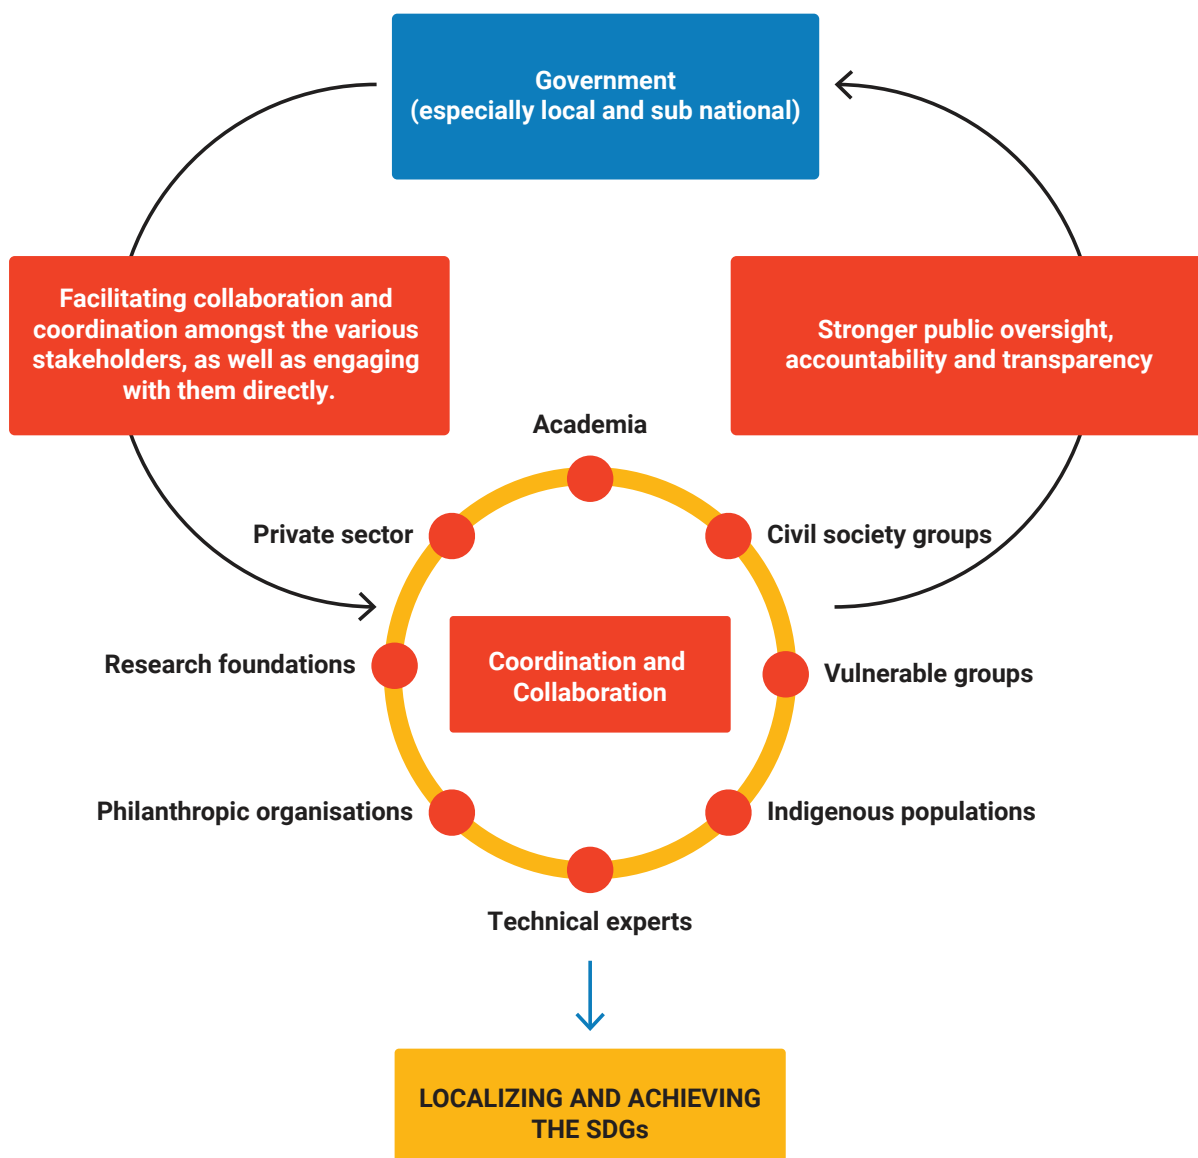 Government
(especially local and sub national)
Facilitating collaboration and
coordination amongst the various
stakeholders, as well as engaging
with them directly.
Stronger public oversight,
accountability and transparency
Academia
Private sector
Civil society groups
Research foundations
Coordination and
Collaboration
Vulnerable groups
Philanthropic organisations
Indigenous populations
Technical experts
LOCALIZING AND ACHIEVING
THE SDGs